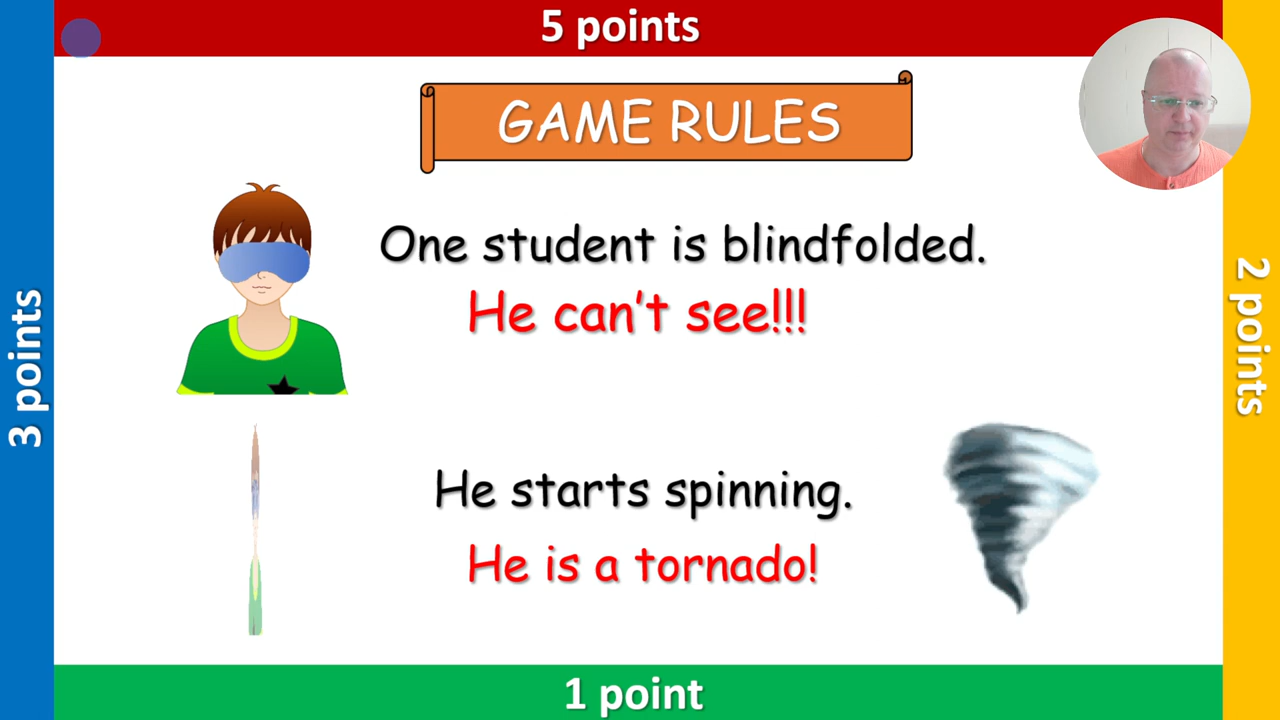 5 points
GAME RULES
One student is blindfolded.
He can't see!!!
3 points
2 points
He starts spinning.
He is a tornado!
1 point